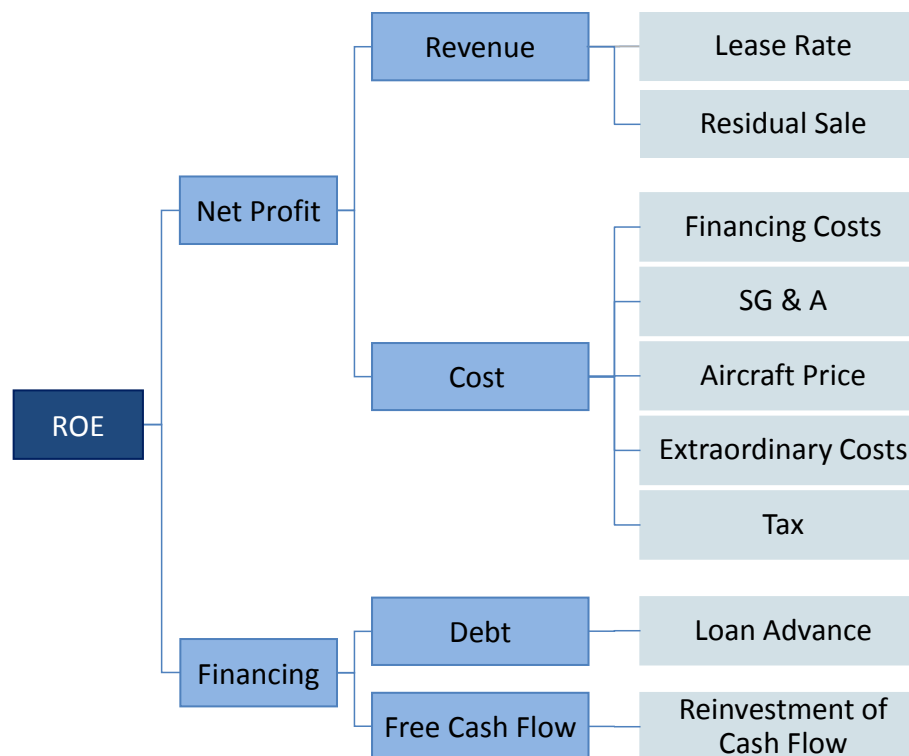 Revenue
Lease Rate
Residual Sale
Net Profit
Financing Costs
SG & A
Cost
Aircraft Price
ROE
Extraordinary Costs
Tax
Debt
Loan Advance
Financing
Free Cash Flow
Reinvestment of
Cash Flow